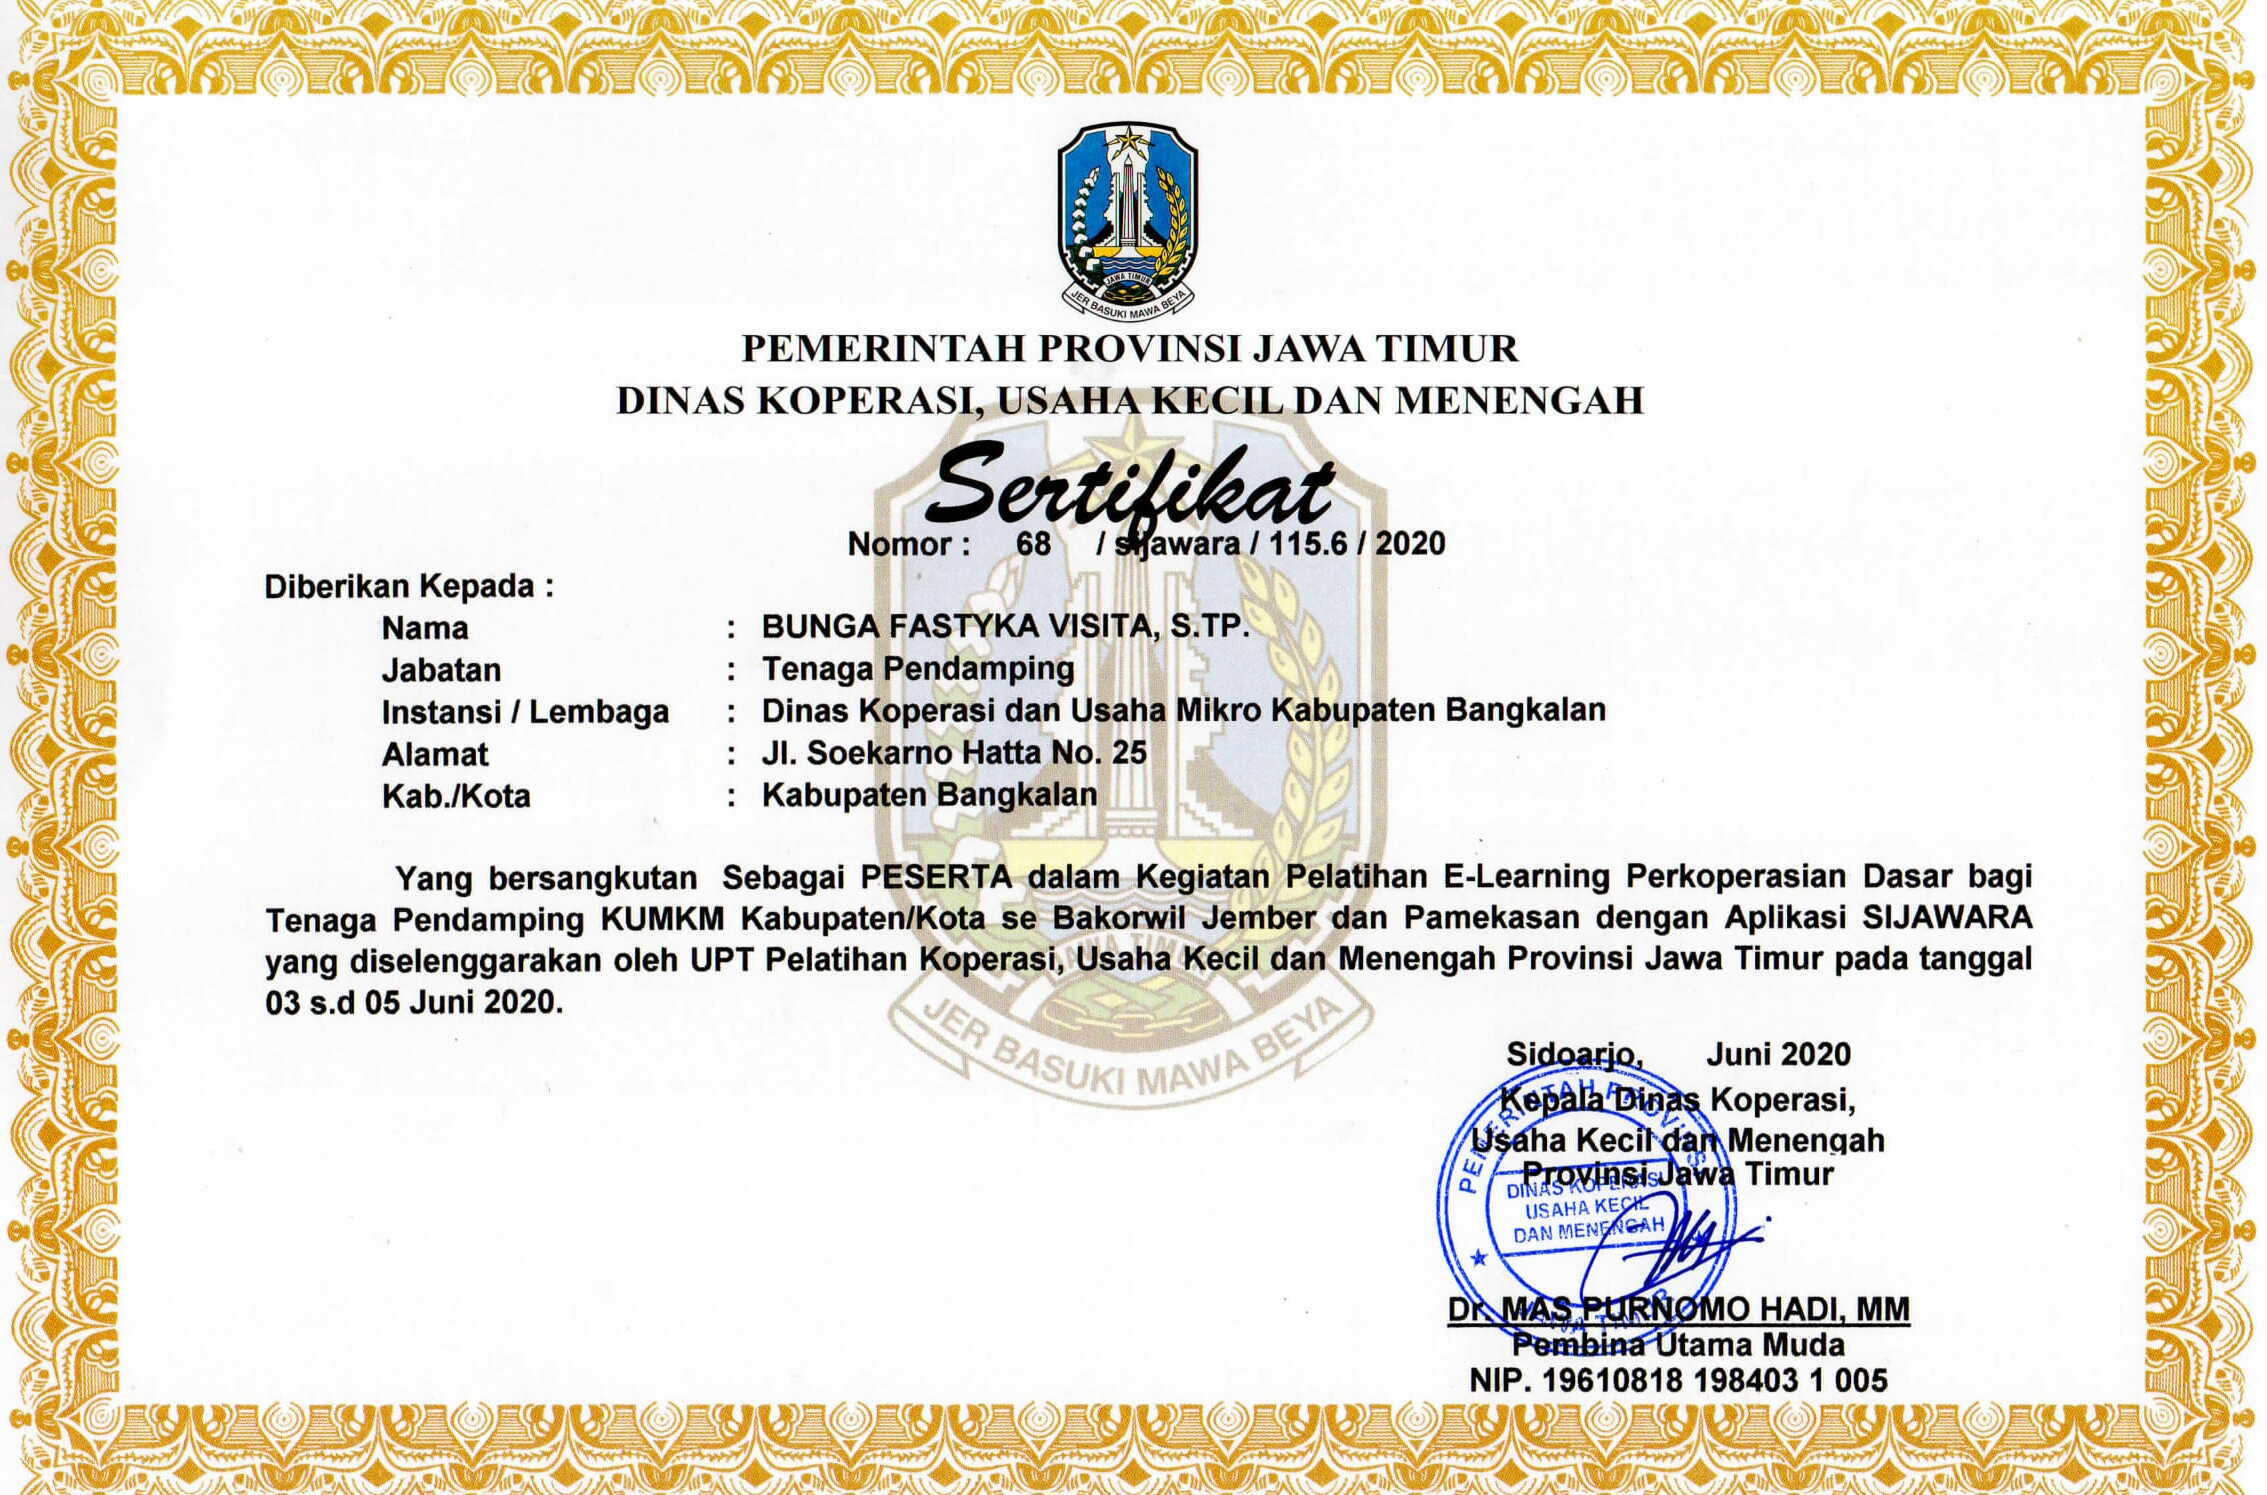 JAWA TIMUR
JER BASUKI MAWA BEYA
PEMERINTAH PROVINSI JAWA TIMUR
DINAS KOPERASI, USAHA KECIL DAN MENENGAH
Sertifikat
Nomor : 68 / sijawara / 115.6 / 2020
Diberikan Kepada :
Nama : BUNGA FASTYKA VISITA, S.TP.
Jabatan : Tenaga Pendamping
Instansi / Lembaga : Dinas Koperasi dan Usaha Mikro Kabupaten Bangkalan
Alamat : Jl. Soekarno Hatta No. 25
Kab./Kota : Kabupaten Bangkalan
Yang bersangkutan Sebagai PESERTA dalam Kegiatan Pelatihan E-Learning Perkoperasian Dasar bagi
Tenaga Pendamping KUMKM Kabupaten/Kota se Bakorwil Jember dan Pamekasan dengan Aplikasi SIJAWARA
yang diselenggarakan oleh UPT Pelatihan Koperasi, Usaha Kecil dan Menengah Provinsi Jawa Timur pada tanggal
03 s.d 05 Juni 2020.
JAWA TIMUR
JER BASUKI MAWA BEYA
Sidoarjo, Juni 2020
Kepala Dinas Koperasi,
Usaha Kecil dan Menengah
Provinsi Jawa Timur
PEMERINTAH PROVINSI
DINAS KOPERASI
USAHA KECIL
DAN MENENGAH
JAWA TIMUR
Dr. MAS PURNOMO HADI, MM
Pembina Utama Muda
NIP. 19610818 198403 1 005